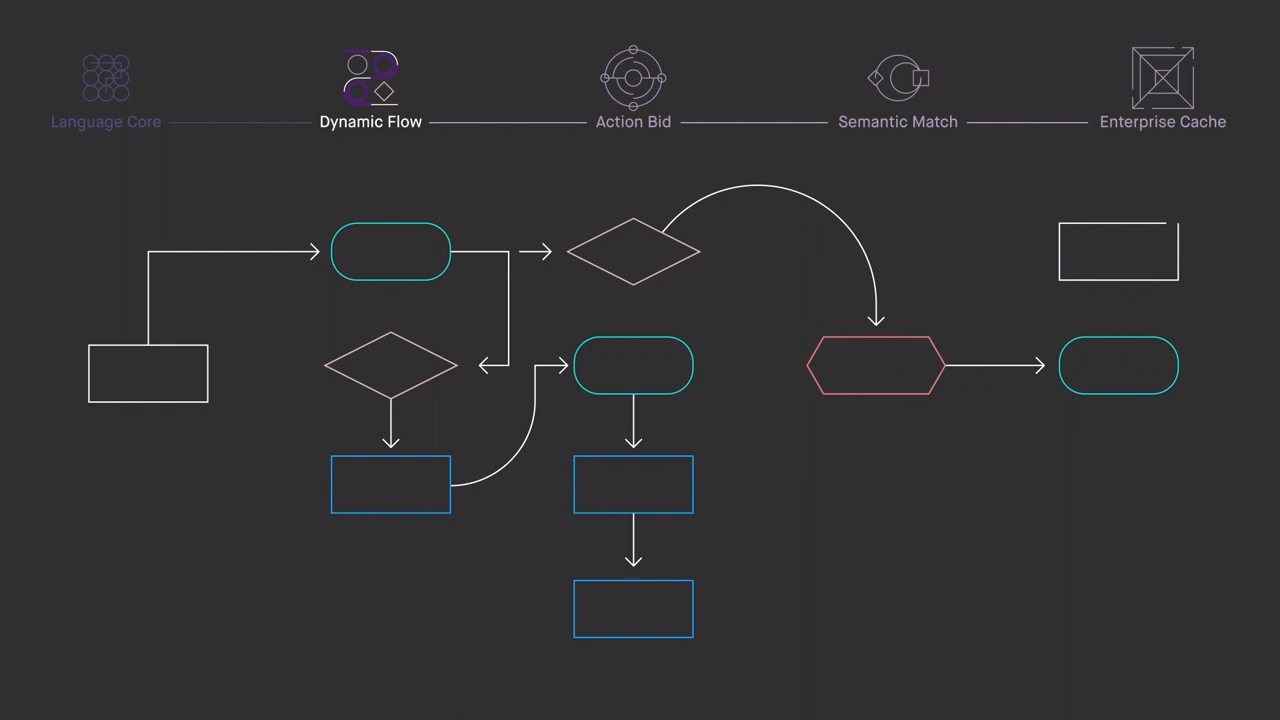 Language Core
Dynamic Flow
Action Bid
Semantic Match
Enterprise Cache